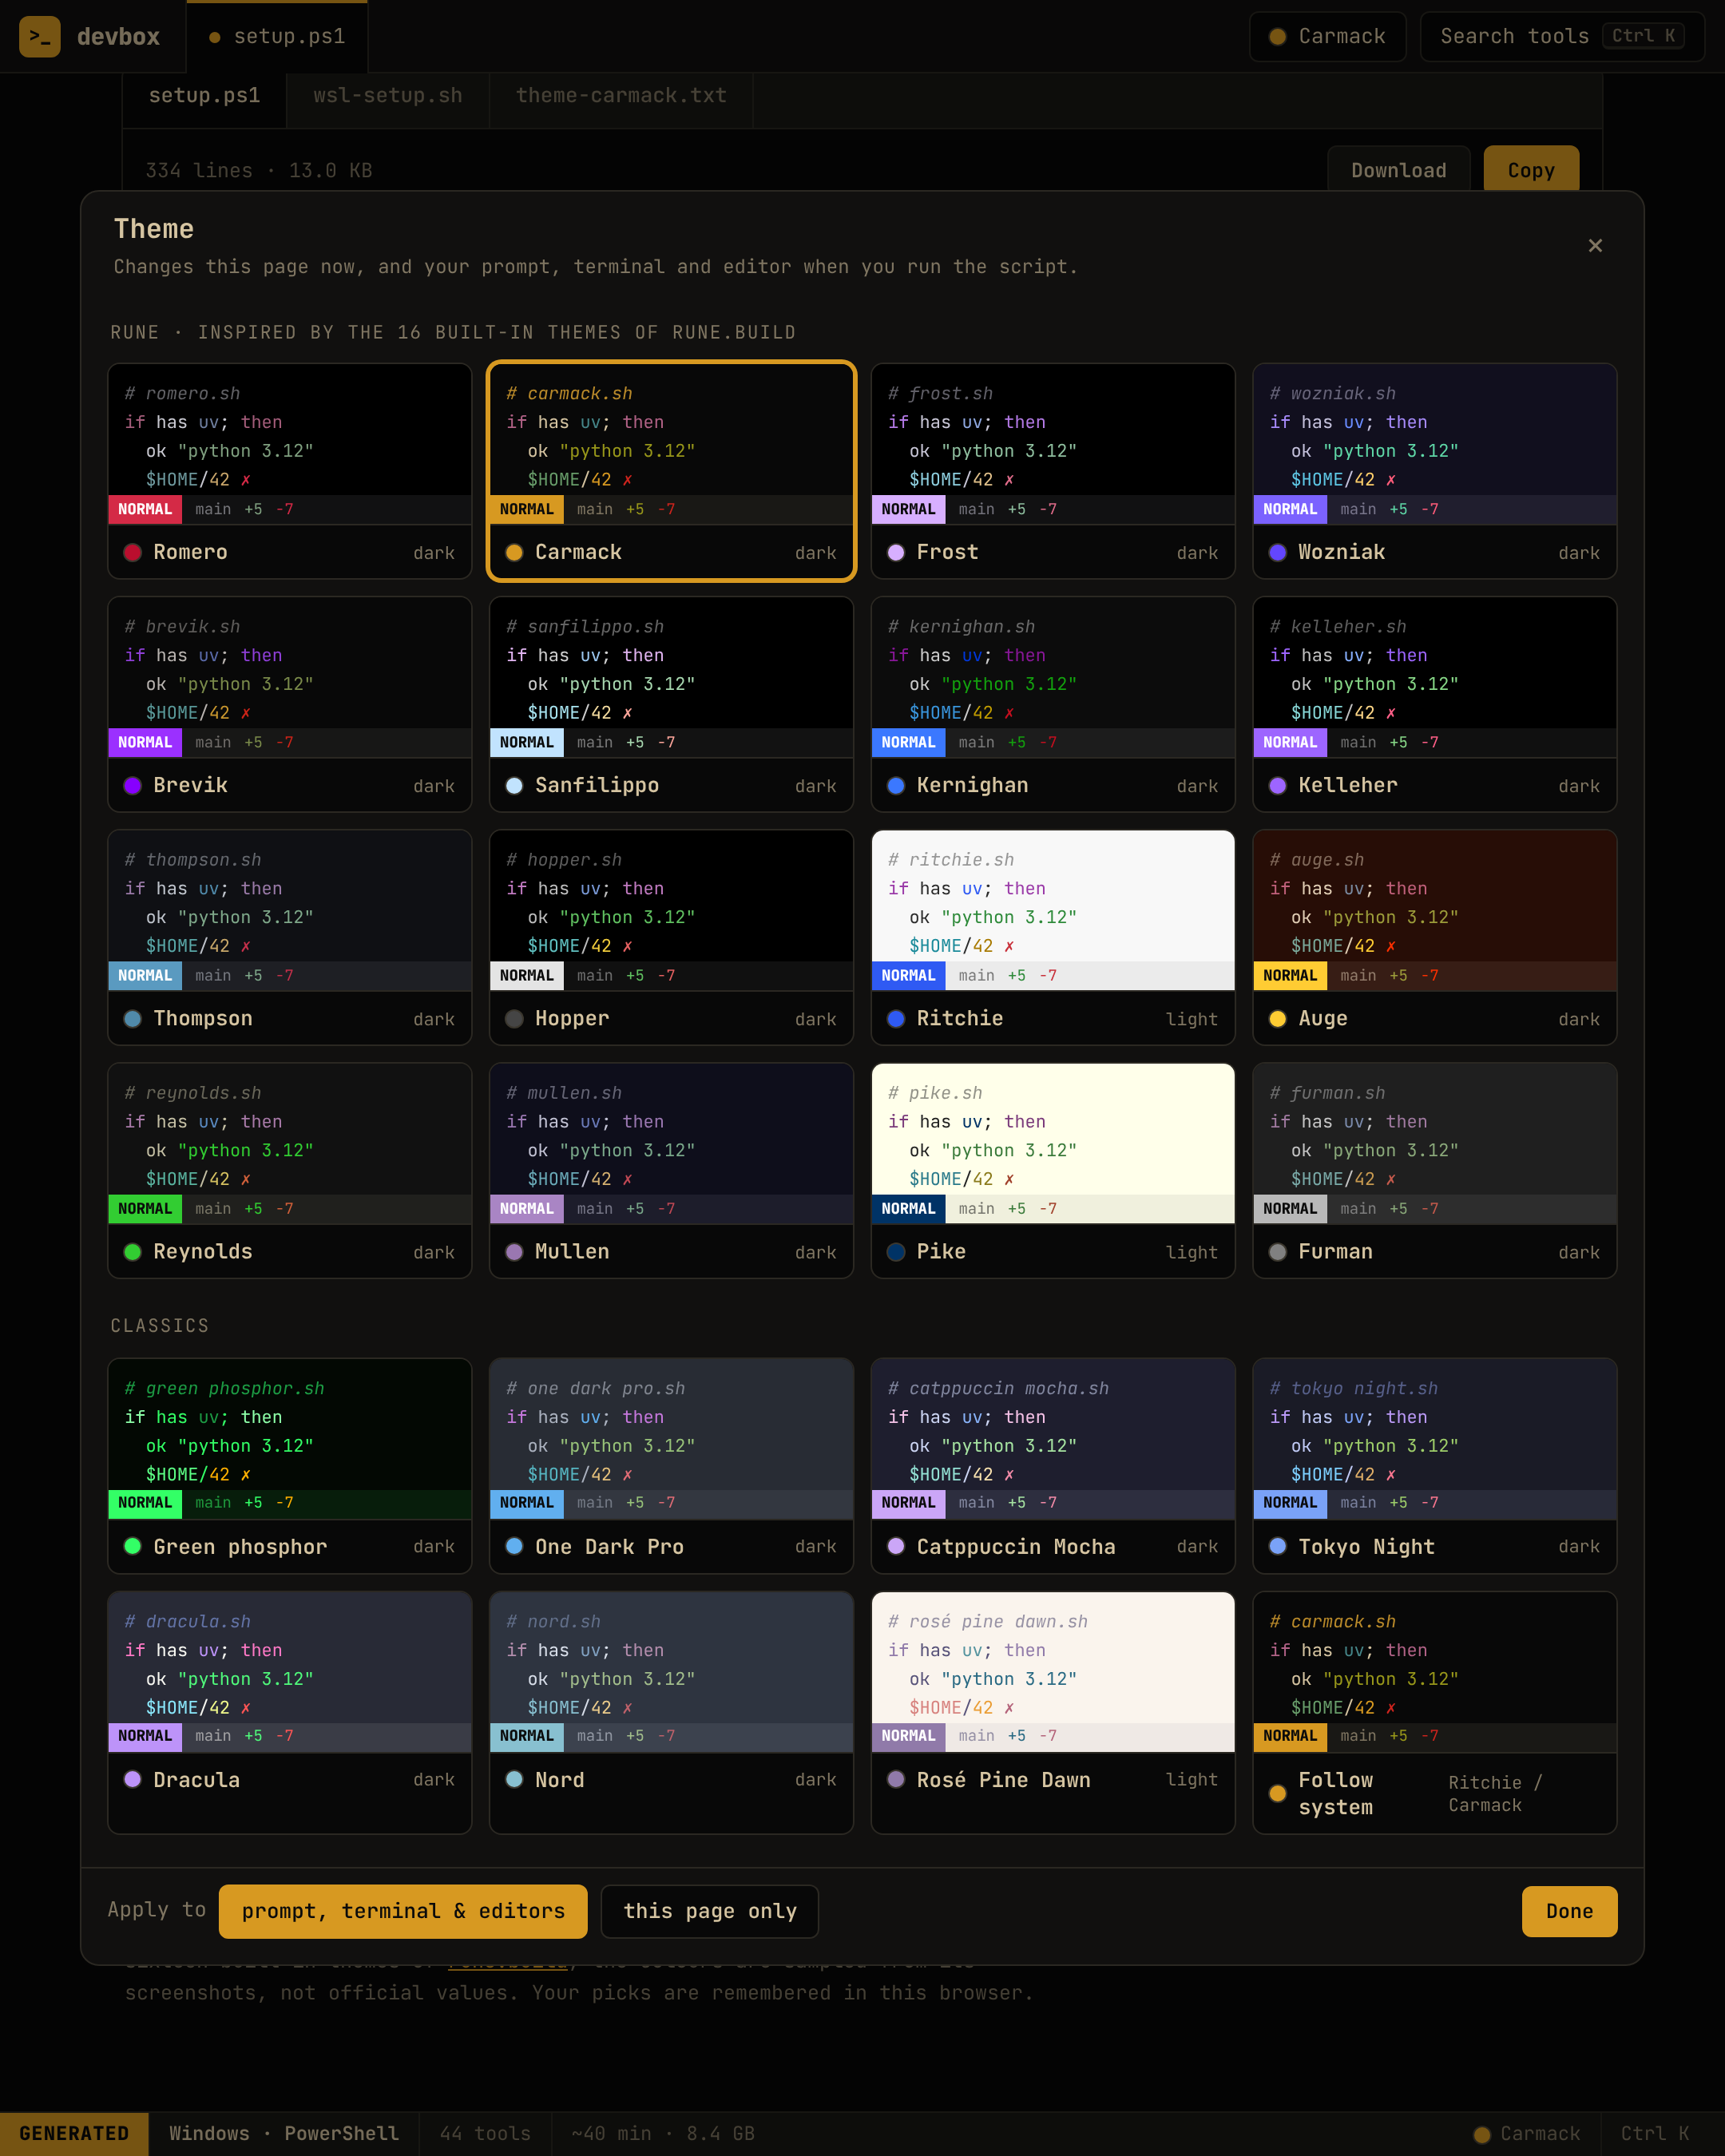 >_ devbox
setup.ps1
Carmack
Search tools Ctrl K
setup.ps1 wsl-setup.sh theme-carmack.txt
334 lines · 13.0 KB
Download Copy
Theme
×
Changes this page now, and your prompt, terminal and editor when you run the script.
RUNE · INSPIRED BY THE 16 BUILT-IN THEMES OF RUNE.BUILD
# romero.sh
if has uv; then
ok "python 3.12"
$HOME/42 ✗
NORMAL main +5 -7
Romero dark
# carmack.sh
if has uv; then
ok "python 3.12"
$HOME/42 ✗
NORMAL main +5 -7
Carmack dark
# frost.sh
if has uv; then
ok "python 3.12"
$HOME/42 ✗
NORMAL main +5 -7
Frost dark
# wozniak.sh
if has uv; then
ok "python 3.12"
$HOME/42 ✗
NORMAL main +5 -7
Wozniak dark
# brevik.sh
if has uv; then
ok "python 3.12"
$HOME/42 ✗
NORMAL main +5 -7
Brevik dark
# sanfilippo.sh
if has uv; then
ok "python 3.12"
$HOME/42 ✗
NORMAL main +5 -7
Sanfilippo dark
# kernighan.sh
if has uv; then
ok "python 3.12"
$HOME/42 ✗
NORMAL main +5 -7
Kernighan dark
# kelleher.sh
if has uv; then
ok "python 3.12"
$HOME/42 ✗
NORMAL main +5 -7
Kelleher dark
# thompson.sh
if has uv; then
ok "python 3.12"
$HOME/42 ✗
NORMAL main +5 -7
Thompson dark
# hopper.sh
if has uv; then
ok "python 3.12"
$HOME/42 ✗
NORMAL main +5 -7
Hopper dark
# ritchie.sh
if has uv; then
ok "python 3.12"
$HOME/42 ✗
NORMAL main +5 -7
Ritchie light
# auge.sh
if has uv; then
ok "python 3.12"
$HOME/42 ✗
NORMAL main +5 -7
Auge dark
# reynolds.sh
if has uv; then
ok "python 3.12"
$HOME/42 ✗
NORMAL main +5 -7
Reynolds dark
# mullen.sh
if has uv; then
ok "python 3.12"
$HOME/42 ✗
NORMAL main +5 -7
Mullen dark
# pike.sh
if has uv; then
ok "python 3.12"
$HOME/42 ✗
NORMAL main +5 -7
Pike light
# furman.sh
if has uv; then
ok "python 3.12"
$HOME/42 ✗
NORMAL main +5 -7
Furman dark
CLASSICS
# green phosphor.sh
if has uv; then
ok "python 3.12"
$HOME/42 ✗
NORMAL main +5 -7
Green phosphor dark
# one dark pro.sh
if has uv; then
ok "python 3.12"
$HOME/42 ✗
NORMAL main +5 -7
One Dark Pro dark
# catppuccin mocha.sh
if has uv; then
ok "python 3.12"
$HOME/42 ✗
NORMAL main +5 -7
Catppuccin Mocha dark
# tokyo night.sh
if has uv; then
ok "python 3.12"
$HOME/42 ✗
NORMAL main +5 -7
Tokyo Night dark
# dracula.sh
if has uv; then
ok "python 3.12"
$HOME/42 ✗
NORMAL main +5 -7
Dracula dark
# nord.sh
if has uv; then
ok "python 3.12"
$HOME/42 ✗
NORMAL main +5 -7
Nord dark
# rosé pine dawn.sh
if has uv; then
ok "python 3.12"
$HOME/42 ✗
NORMAL main +5 -7
Rosé Pine Dawn light
# carmack.sh
if has uv; then
ok "python 3.12"
$HOME/42 ✗
NORMAL main +5 -7
Follow system
Ritchie / Carmack
Apply to prompt, terminal & editors this page only Done
screenshots, not official values. Your picks are remembered in this browser.
GENERATED Windows · PowerShell 44 tools ~40 min · 8.4 GB Carmack Ctrl K